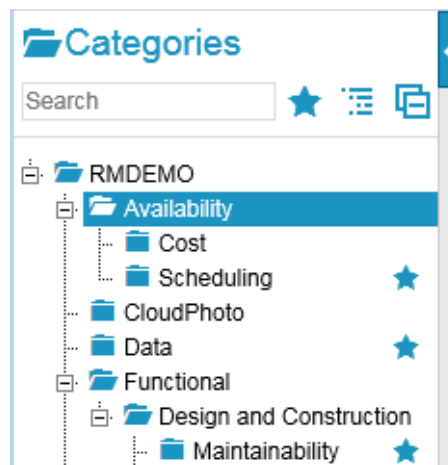 Categories
Search
RMDEMO
Availability
Cost
Scheduling
CloudPhoto
Data
Functional
Design and Construction
Maintainability